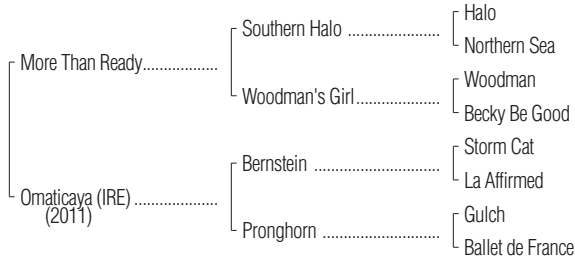 Halo
Southern Halo ....................
Northern Sea
More Than Ready.................
Woodman
Woodman's Girl ..................
Becky Be Good
Storm Cat
Bernstein ...........................
La Affirmed
Omaticaya (IRE) ..................
(2011)
Gulch
Pronghorn .........................
Ballet de France